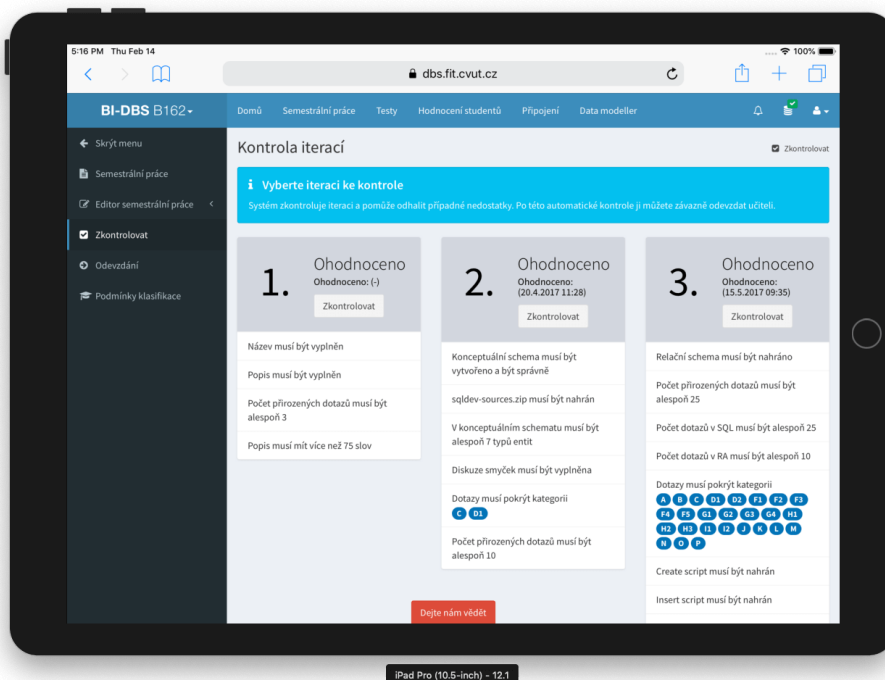 5:16 PM Thu Feb 14
100%
dbs.fit.cvut.cz
BI-DBS B162
Domů Semestrální práce Testy Hodnocení studentů Připojení Data modeller
Skrýt menu
Semestrální práce
Editor semestrální práce
Zkontrolovat
Odevzdání
Podmínky klasifikace
Kontrola iterací
Zkontrolovat
Vyberte iteraci ke kontrole
Systém zkontroluje iteraci a pomůže odhalit případné nedostatky. Po této automatické kontrole ji můžete závazně odevzdat učiteli.
1.
Ohodnoceno
Ohodnoceno: (-)
Zkontrolovat
Název musí být vyplněn
Popis musí být vyplněn
Počet přirozených dotazů musí být
alespoň 3
Popis musí mít více než 75 slov
2.
Ohodnoceno
Ohodnoceno:
(20.4.2017 11:28)
Zkontrolovat
Konceptuální schema musí být
vytvořeno a být správně
sqldev-sources.zip musí být nahrán
V konceptuálním schematu musí být
alespoň 7 typů entit
Diskuze smyček musí být vyplněna
Dotazy musí pokrýt kategorii
C D1
Počet přirozených dotazů musí být
alespoň 10
3.
Ohodnoceno
Ohodnoceno:
(15.5.2017 09:35)
Zkontrolovat
Relační schema musí být nahráno
Počet přirozených dotazů musí být
alespoň 25
Počet dotazů v SQL musí být alespoň 25
Počet dotazů v RA musí být alespoň 10
Dotazy musí pokrýt kategorii
A B C D1 D2 F1 F2 F3
F4 F5 G1 G2 G3 G4 H1
H2 H3 I1 I2 J K L M
N O P
Create script musí být nahrán
Insert script musí být nahrán
Dejte nám vědět
iPad Pro (10.5-inch) - 12.1